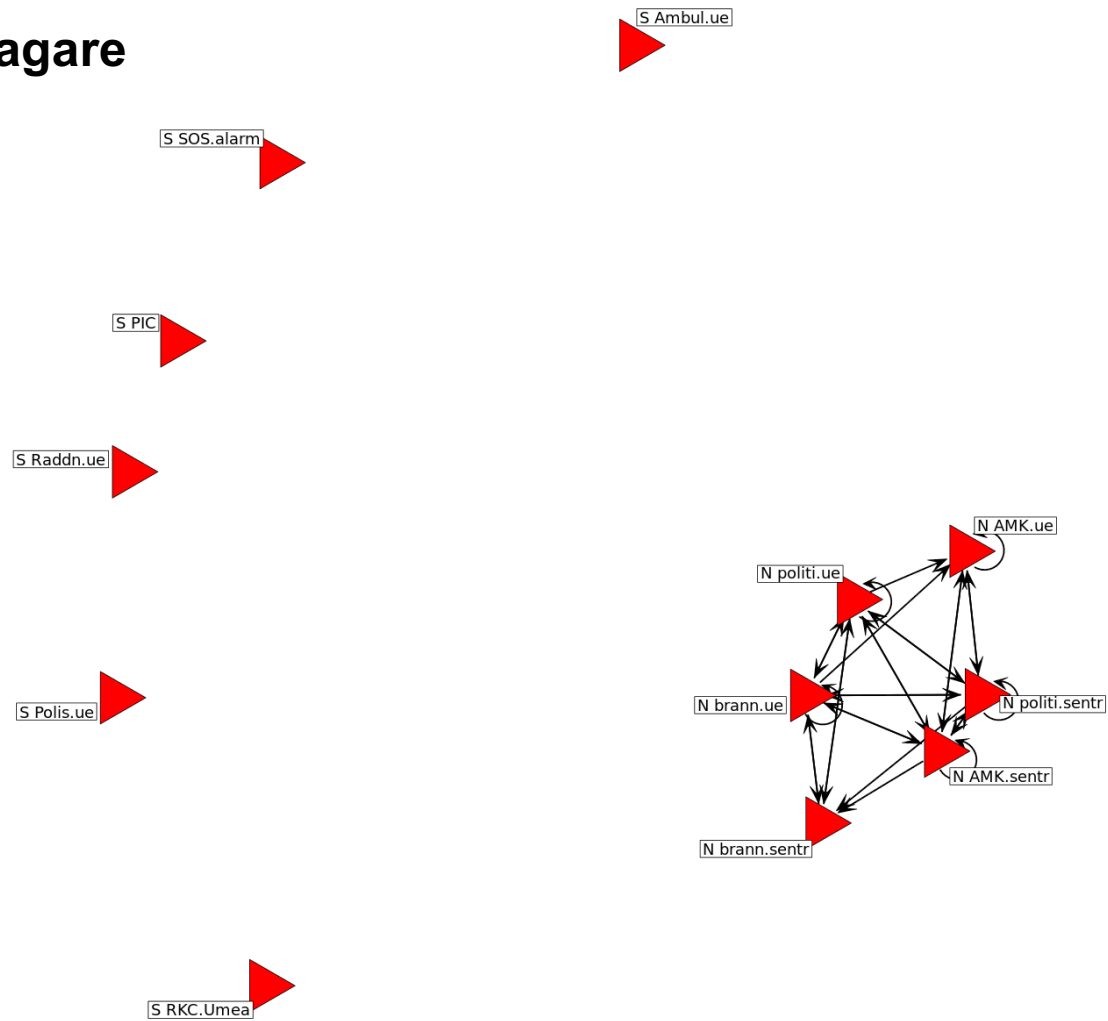 agare
S Ambul.ue
S SOS.alarm
S PIC
S Raddn.ue
N AMK.ue
N politi.ue
S Polis.ue
N brann.ue
N politi.sentr
N AMK.sentr
N brann.sentr
S RKC.Umea